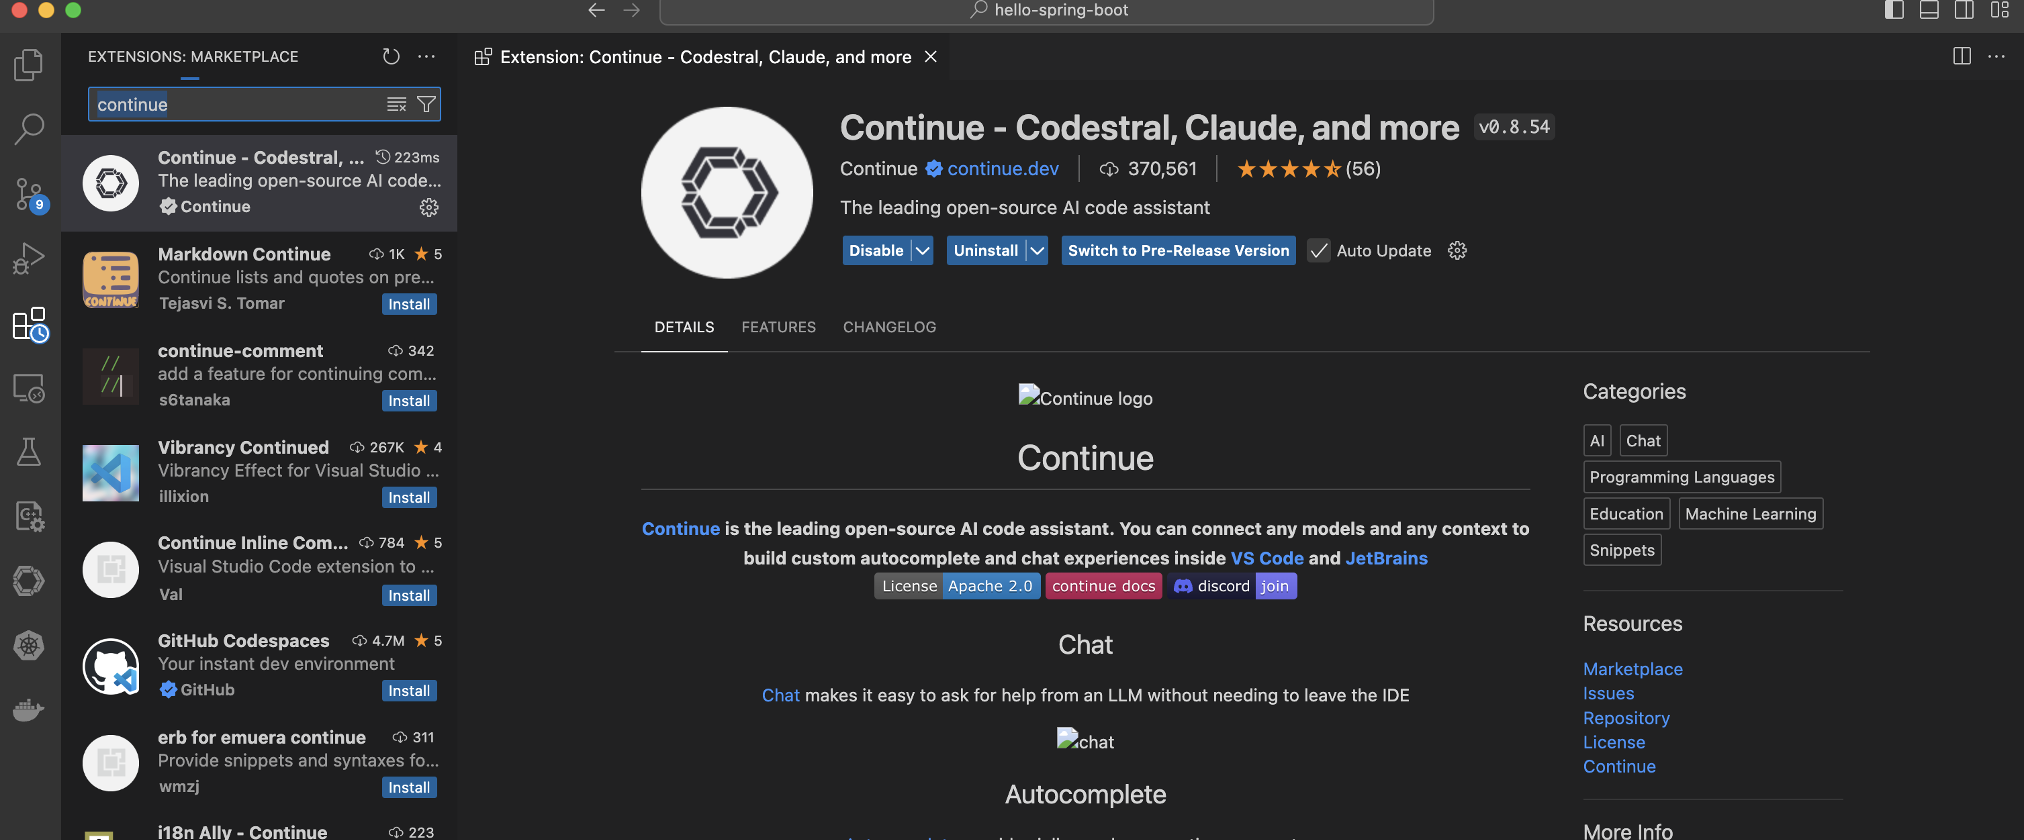 hello-spring-boot
EXTENSIONS: MARKETPLACE
continue
Continue - Codestral, ... 223ms
The leading open-source AI code...
Continue
Markdown Continue 1K 5
Continue lists and quotes on pre...
Tejasvi S. Tomar Install
CONTINUE
continue-comment 342
add a feature for continuing com...
s6tanaka Install
// 
//
Vibrancy Continued 267K 4
Vibrancy Effect for Visual Studio ...
illixion Install
Continue Inline Com... 784 5
Visual Studio Code extension to ...
Val Install
GitHub Codespaces 4.7M 5
Your instant dev environment
GitHub Install
erb for emuera continue 311
Provide snippets and syntaxes fo...
wmzj Install
i18n Ally - Continue 223
9
Extension: Continue - Codestral, Claude, and more
Continue - Codestral, Claude, and more v0.8.54
Continue continue.dev 370,561 (56)
The leading open-source AI code assistant
Disable Uninstall Switch to Pre-Release Version Auto Update
DETAILS FEATURES CHANGELOG
Continue logo
Continue
Continue is the leading open-source AI code assistant. You can connect any models and any context to
build custom autocomplete and chat experiences inside VS Code and JetBrains
License Apache 2.0 continue docs discord join
Chat
Chat makes it easy to ask for help from an LLM without needing to leave the IDE
chat
Autocomplete
Categories
AI Chat
Programming Languages
Education Machine Learning
Snippets
Resources
Marketplace
Issues
Repository
License
Continue
More Info